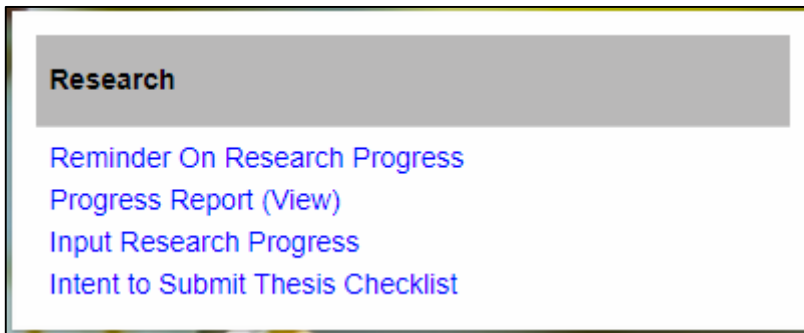 Research
Reminder On Research Progress
Progress Report (View)
Input Research Progress
Intent to Submit Thesis Checklist